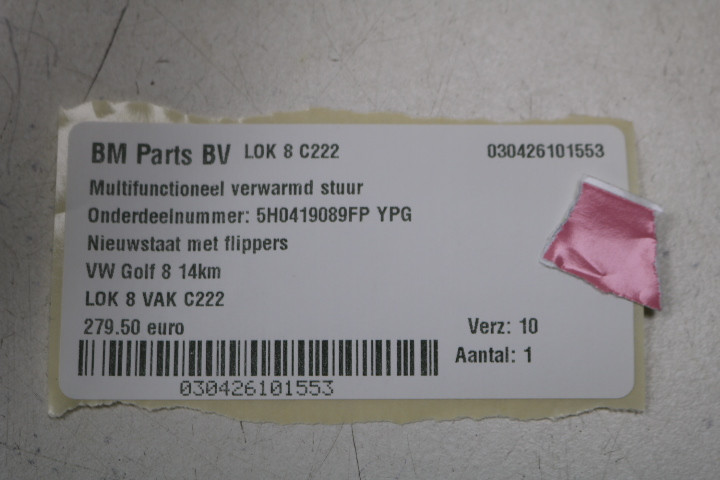 BM Parts BV LOK 8 C222 030426101553
Multifunctioneel verwarmd stuur
Onderdeelnummer: 5H0419089FP YPG
Nieuwstaat met flippers
VW Golf 8 14km
LOK 8 VAK C222
279.50 euro Verz: 10
Aantal: 1
030426101553